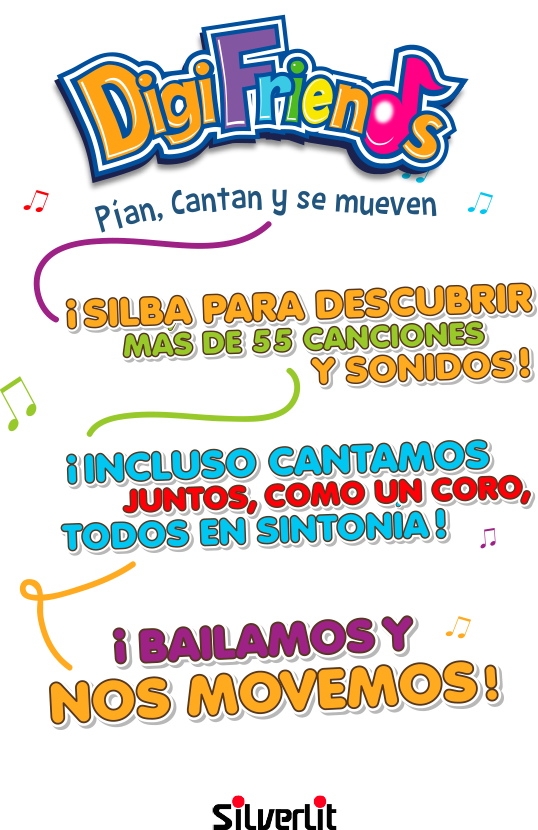 DigiFriends
Pían, Cantan y se mueven
¡SILBA PARA DESCUBRIR
MÁS DE 55 CANCIONES
Y SONIDOS!
¡INCLUSO CANTAMOS
JUNTOS, COMO UN CORO,
TODOS EN SINTONÍA!
¡BAILAMOS Y
NOS MOVEMOS!
Silverlit